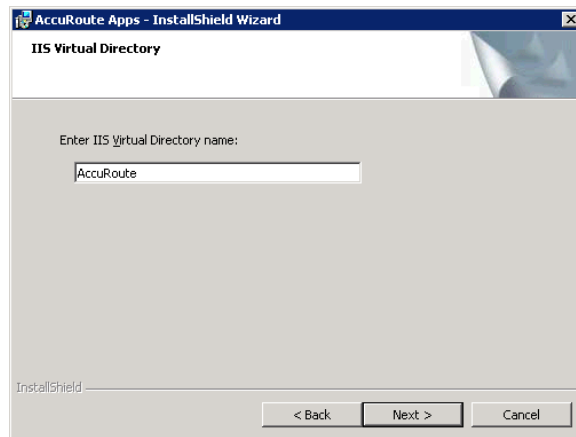 AccuRoute Apps - InstallShield Wizard
IIS Virtual Directory
Enter IIS Virtual Directory name:
AccuRoute
InstallShield
< Back Next > Cancel